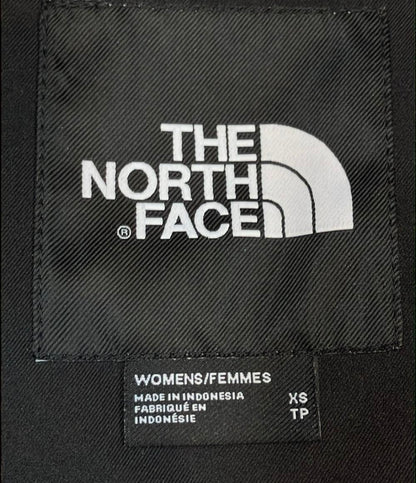 THE
NORTH
FACE
®
WOMENS/FEMMES
MADE IN INDONESIA XS
FABRIQUÉ EN TP
INDONÉSIE